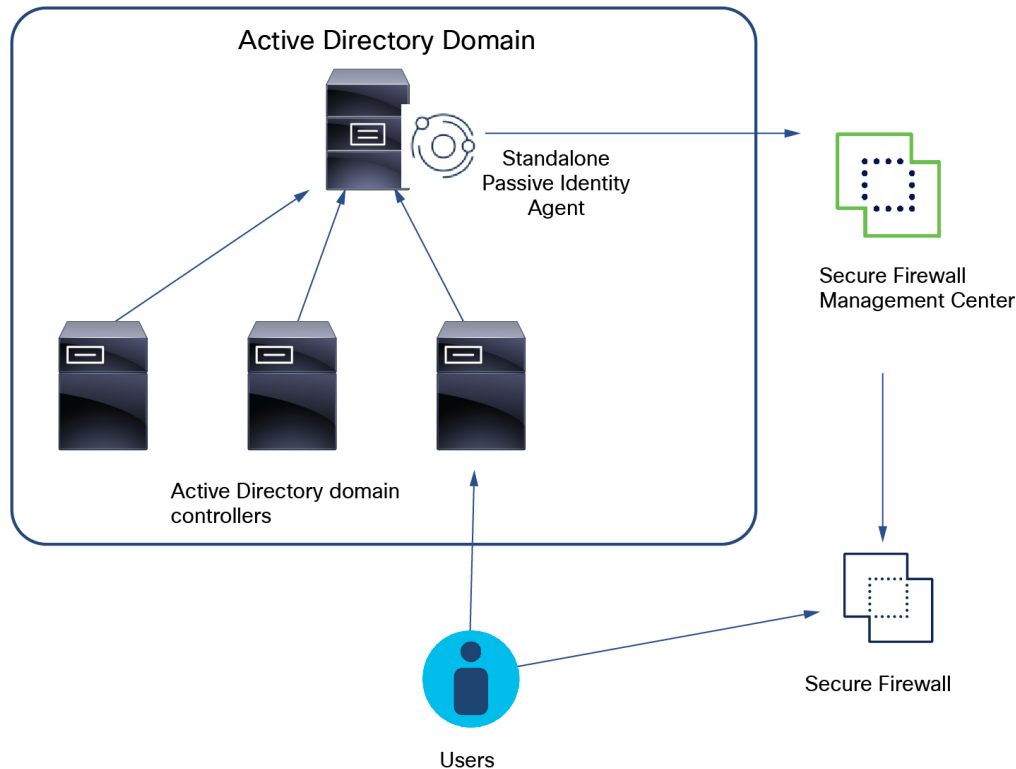 Active Directory Domain
Standalone
Passive Identity
Agent
Secure Firewall
Management Center
Active Directory domain
controllers
Secure Firewall
Users